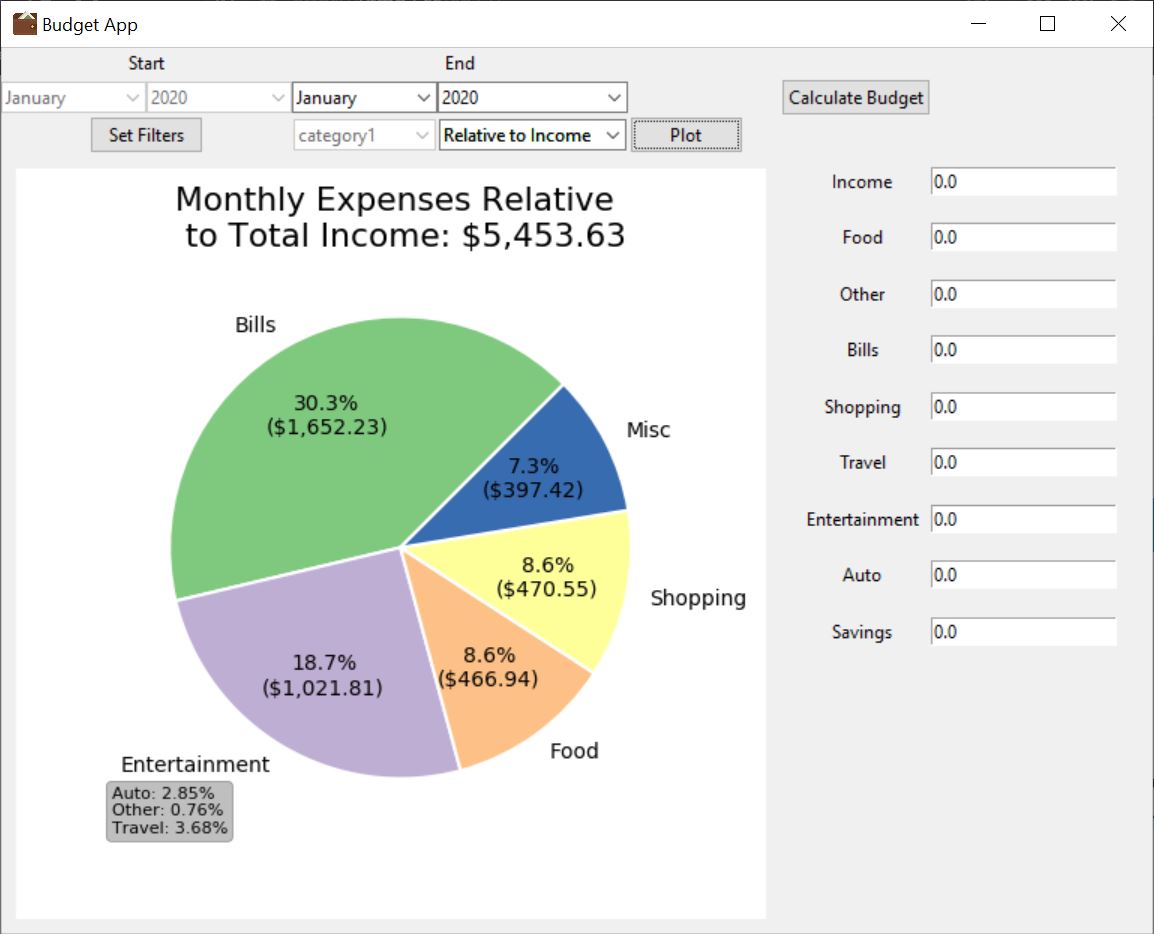 Budget App
Start End
January 2020 January 2020 Calculate Budget
Set Filters category1 Relative to Income Plot
Monthly Expenses Relative
to Total Income: $5,453.63
Bills
30.3%
($1,652.23)
Misc
7.3%
($397.42)
8.6%
($470.55)
Shopping
8.6%
($466.94)
Food
18.7%
($1,021.81)
Entertainment
Auto: 2.85%
Other: 0.76%
Travel: 3.68%
Income 0.0
Food 0.0
Other 0.0
Bills 0.0
Shopping 0.0
Travel 0.0
Entertainment 0.0
Auto 0.0
Savings 0.0